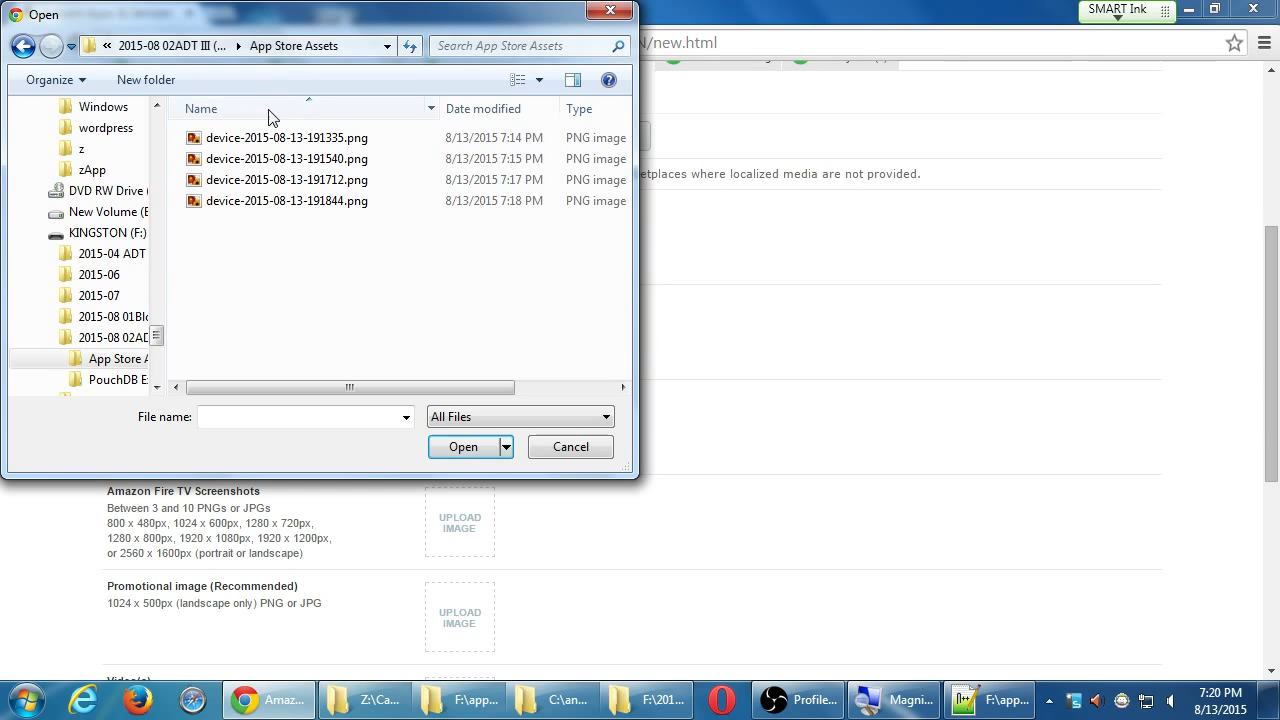 Open
SMART Ink
« 2015-08 02ADT III (... ▸ App Store Assets
Search App Store Assets
/new.html
Organize
New folder
Name
Date modified
Type
Windows
wordpress
z
zApp
DVD RW Drive (
New Volume (E
KINGSTON (F:)
2015-04 ADT
2015-06
2015-07
2015-08 01Blo
2015-08 02AD
App Store A
PouchDB E
device-2015-08-13-191335.png 8/13/2015 7:14 PM PNG image
device-2015-08-13-191540.png 8/13/2015 7:15 PM PNG image
device-2015-08-13-191712.png 8/13/2015 7:17 PM PNG image
device-2015-08-13-191844.png 8/13/2015 7:18 PM PNG image
etplaces where localized media are not provided.
File name:
All Files
Open
Cancel
Amazon Fire TV Screenshots
Between 3 and 10 PNGs or JPGs
800 x 480px, 1024 x 600px, 1280 x 720px,
1280 x 800px, 1920 x 1080px, 1920 x 1200px,
or 2560 x 1600px (portrait or landscape)
UPLOAD
IMAGE
Promotional image (Recommended)
1024 x 500px (landscape only) PNG or JPG
UPLOAD
IMAGE
Amaz...
Z:\Ca...
F:\app...
C:\an...
F:\201...
Profile...
Magni...
F:\app...
7:20 PM
8/13/2015